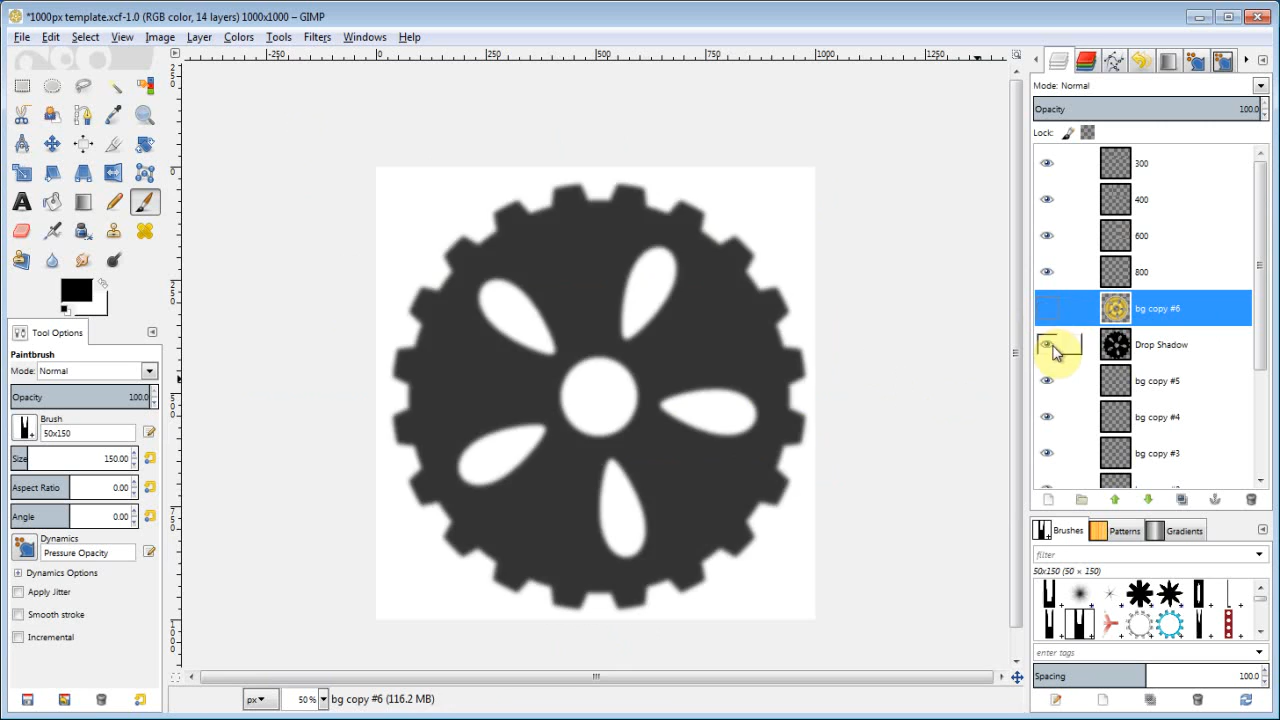 *1000px template.xcf-1.0 (RGB color, 14 layers) 1000x1000 – GIMP
File Edit Select View Image Layer Colors Tools Filters Windows Help
-250 0 250 500 750 1000 1250
Mode: Normal
Opacity 100.0
Lock:
300
400
600
800
bg copy #6
Drop Shadow
bg copy #5
bg copy #4
bg copy #3
Tool Options
Paintbrush
Mode: Normal
Opacity 100.0
Brush
50x150
Size 150.00
Aspect Ratio 0.00
Angle 0.00
Dynamics
Pressure Opacity
Dynamics Options
Apply Jitter
Smooth stroke
Incremental
Brushes Patterns Gradients
filter
50x150 (50 × 150)
enter tags
Spacing 100.0
px 50% bg copy #6 (116.2 MB)